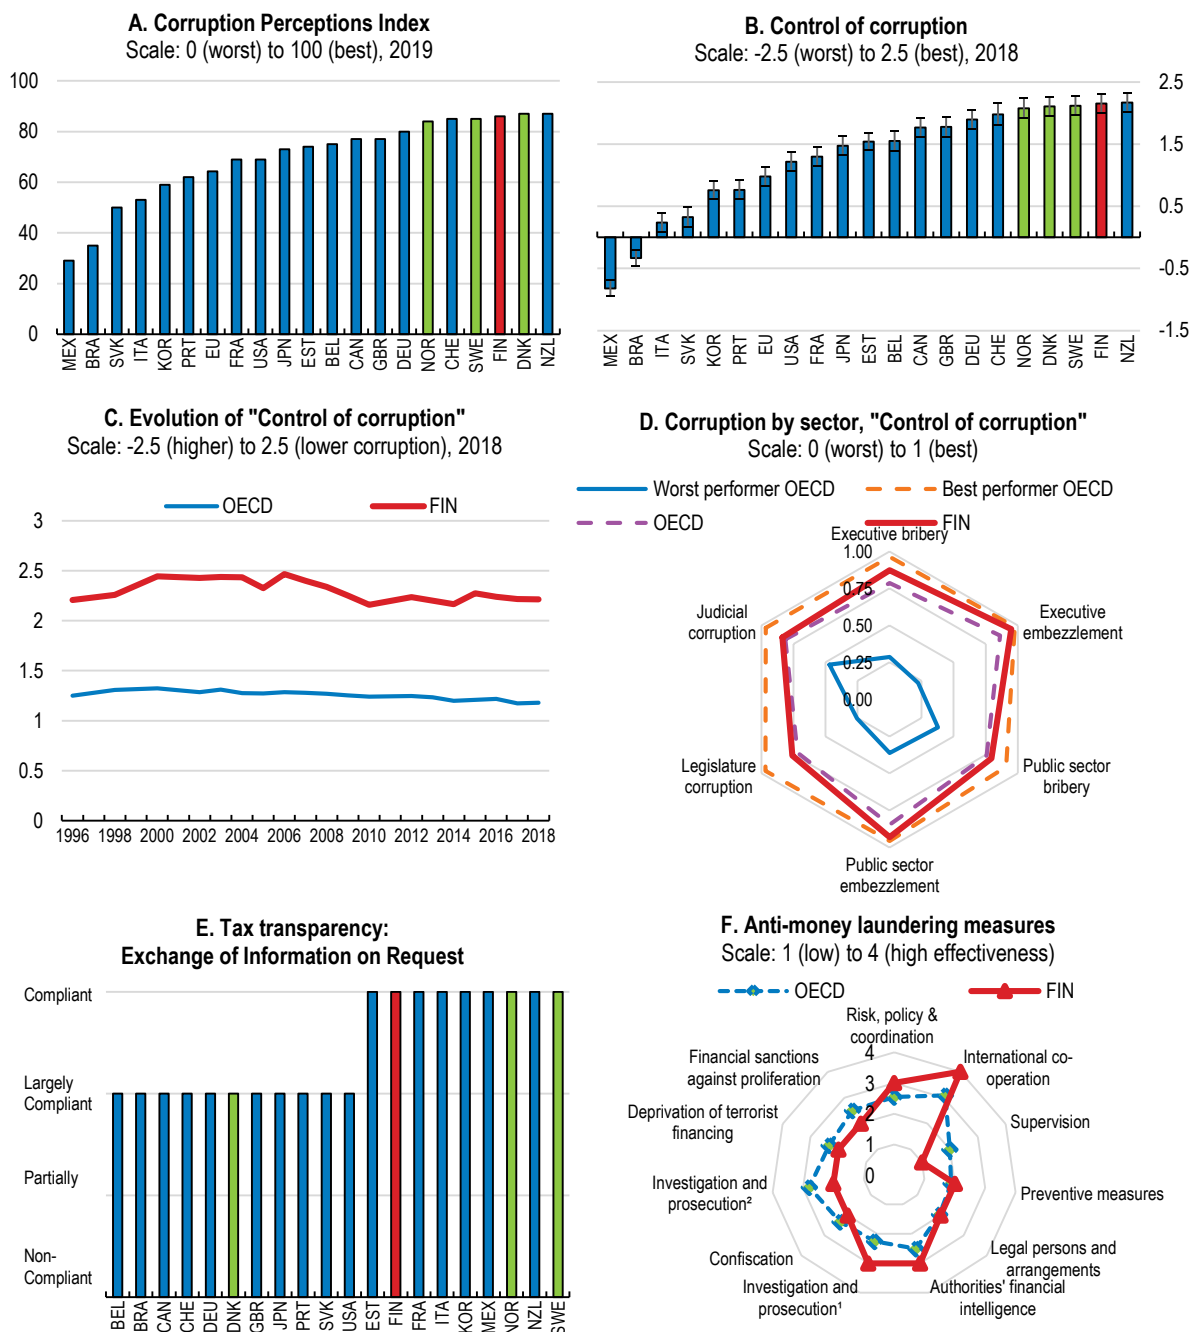 A. Corruption Perceptions Index
Scale: 0 (worst) to 100 (best), 2019
100
80
60
40
20
0
MEX
BRA
SVK
ITA
KOR
PRT
EU
FRA
USA
JPN
EST
BEL
CAN
GBR
DEU
NOR
CHE
SWE
FIN
DNK
NZL
B. Control of corruption
Scale: -2.5 (worst) to 2.5 (best), 2018
2.5
1.5
0.5
-0.5
-1.5
MEX
BRA
ITA
SVK
KOR
PRT
EU
USA
FRA
JPN
EST
BEL
CAN
GBR
DEU
CHE
NOR
DNK
SWE
FIN
NZL
C. Evolution of "Control of corruption"
Scale: -2.5 (higher) to 2.5 (lower corruption), 2018
OECD
FIN
3
2.5
2
1.5
1
0.5
0
1996
1998
2000
2002
2004
2006
2008
2010
2012
2014
2016
2018
D. Corruption by sector, "Control of corruption"
Scale: 0 (worst) to 1 (best)
Worst performer OECD
Best performer OECD
OECD
FIN
Executive bribery
1.00
0.75
0.50
0.25
0.00
Executive
embezzlement
Public sector
bribery
Public sector
embezzlement
Legislature
corruption
Judicial
corruption
E. Tax transparency:
Exchange of Information on Request
Compliant
Largely
Compliant
Partially
Non-
Compliant
BEL
BRA
CAN
CHE
DEU
DNK
GBR
JPN
PRT
SVK
USA
EST
FIN
FRA
ITA
KOR
MEX
NOR
NZL
SWE
F. Anti-money laundering measures
Scale: 1 (low) to 4 (high effectiveness)
OECD
FIN
Risk, policy &
coordination
4
3
2
1
0
International co-
operation
Supervision
Preventive measures
Legal persons and
arrangements
Authorities' financial
intelligence
Investigation and
prosecution¹
Confiscation
Investigation and
prosecution²
Deprivation of terrorist
financing
Financial sanctions
against proliferation